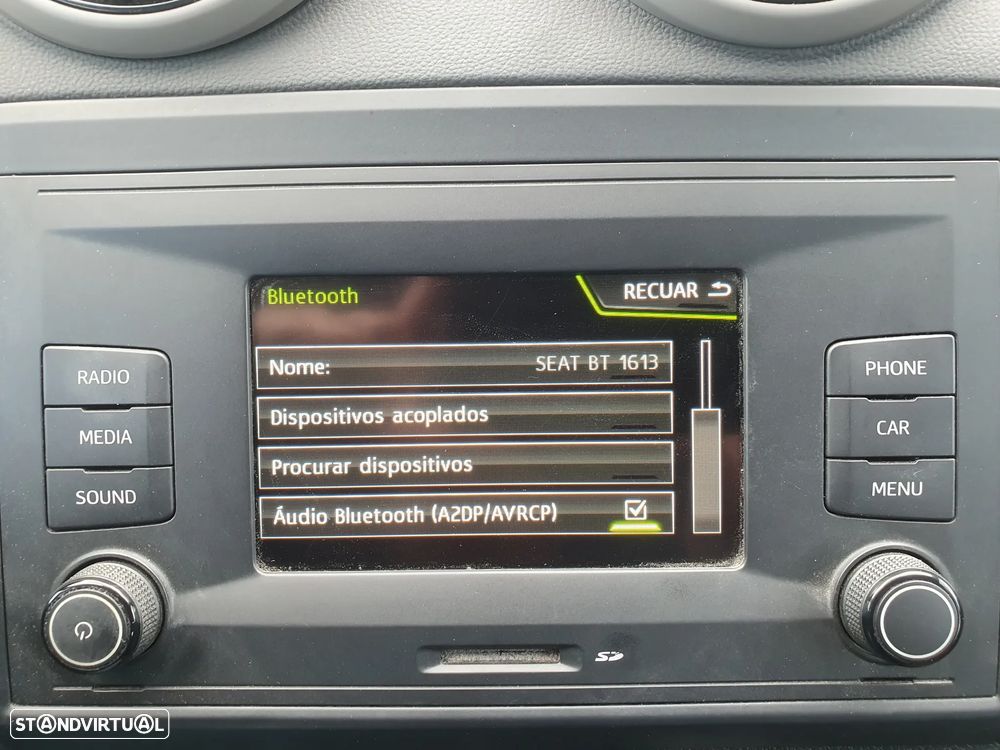 Bluetooth
RECUAR
Nome: SEAT BT 1613
Dispositivos acoplados
Procurar dispositivos
Áudio Bluetooth (A2DP/AVRCP)
RADIO
MEDIA
SOUND
PHONE
CAR
MENU
SD
STANDVIRTUAL